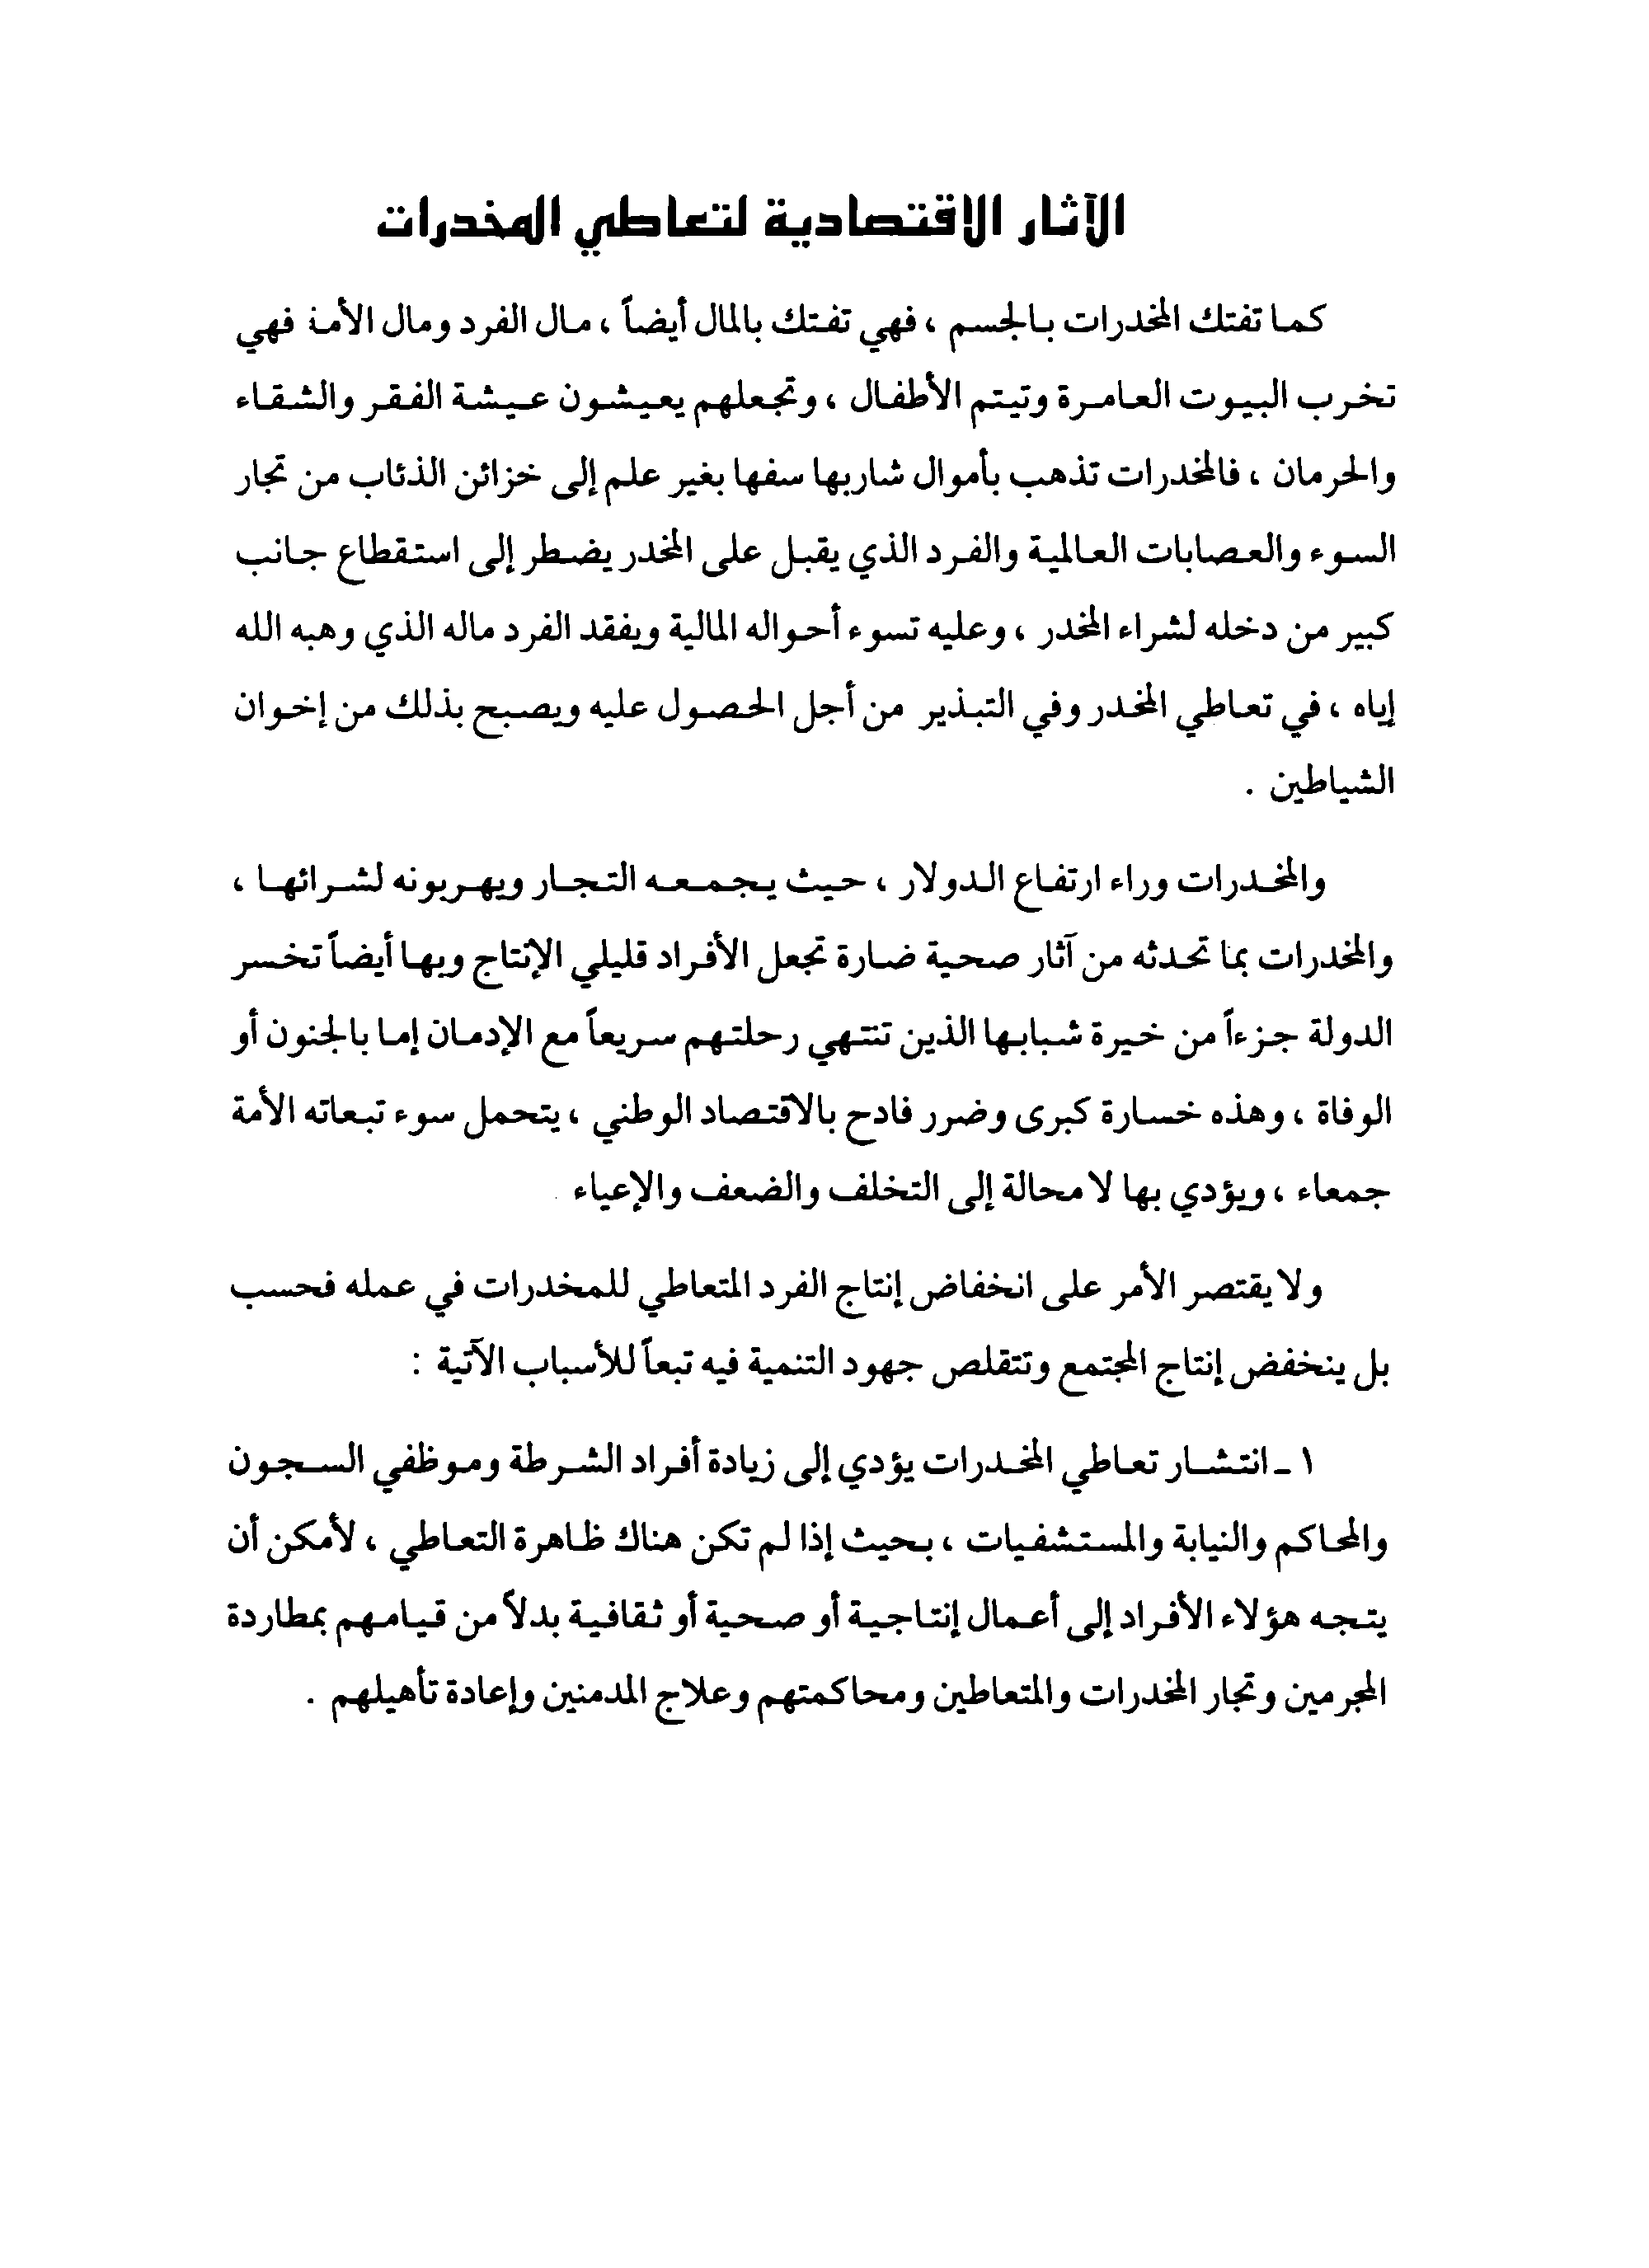 الآثار الاقتصادية لتعاطي المخدرات
كما تفتك المخدرات بالجسم ، فهي تفتك بالمال أيضاً ، مال الفرد ومال الأمة فهي
تخرب البيوت العامرة وتيتم الأطفال ، وتجعلهم يعيشون عيشة الفقر والشقاء
والحرمان ، فالمخدرات تذهب بأموال شاربها سفها بغير علم إلى خزائن الذئاب من تجار
السوء والعصابات العالمية والفرد الذي يقبل على المخدر يضطر إلى استقطاع جانب
كبير من دخله لشراء المخدر ، وعليه تسوء أحواله المالية ويفقد الفرد ماله الذي وهبه الله
إياه ، في تعاطي المخدر وفي التبذير من أجل الحصول عليه ويصبح بذلك من إخوان
الشياطين .
والمخدرات وراء ارتفاع الدولار ، حيث يجمعه التجار ويهربونه لشرائها ،
والمخدرات بما تحدثه من آثار صحية ضارة تجعل الأفراد قليلي الإنتاج وبها أيضاً تخسر
الدولة جزءاً من خيرة شبابها الذين تنتهي رحلتهم سريعاً مع الإدمان إما بالجنون أو
الوفاة ، وهذه خسارة كبرى وضرر فادح بالاقتصاد الوطني ، يتحمل سوء تبعاته الأمة
جمعاء ، ويؤدي بها لا محالة إلى التخلف والضعف والإعياء
ولا يقتصر الأمر على انخفاض إنتاج الفرد المتعاطي للمخدرات في عمله فحسب
بل ينخفض إنتاج المجتمع وتتقلص جهود التنمية فيه تبعاً للأسباب الآتية :
١ ـ انتشار تعاطي المخدرات يؤدي إلى زيادة أفراد الشرطة وموظفي السجون
والمحاكم والنيابة والمستشفيات ، بحيث إذا لم تكن هناك ظاهرة التعاطي ، لأمكن أن
يتجه هؤلاء الأفراد إلى أعمال إنتاجية أو صحية أو ثقافية بدلاً من قيامهم بمطاردة
المجرمين وتجار المخدرات والمتعاطين ومحاكمتهم وعلاج المدمنين وإعادة تأهيلهم .